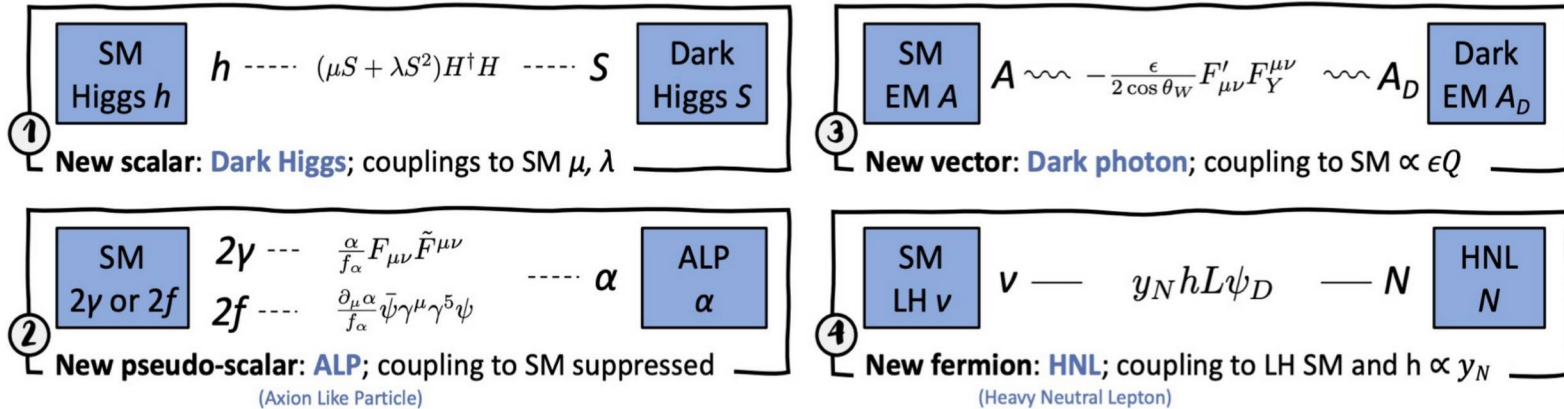 SM
Higgs h
h ---- (μS + λS²)H†H ---- S
Dark
Higgs S
1
New scalar: Dark Higgs; couplings to SM μ, λ
SM
2γ or 2f
2γ --- α/f_α F_μν F̃^μν
2f ---- ∂_μα/f_α ψ̄γ^μγ^5ψ
---- α
ALP
α
2
New pseudo-scalar: ALP; coupling to SM suppressed
(Axion Like Particle)
SM
EM A
A − ε/(2 cos θ_W) F′_μν F_Y^μν A_D
Dark
EM A_D
3
New vector: Dark photon; coupling to SM ∝ ϵQ
SM
LH ν
ν — y_N hLψ_D — N
HNL
N
4
New fermion: HNL; coupling to LH SM and h ∝ y_N
(Heavy Neutral Lepton)